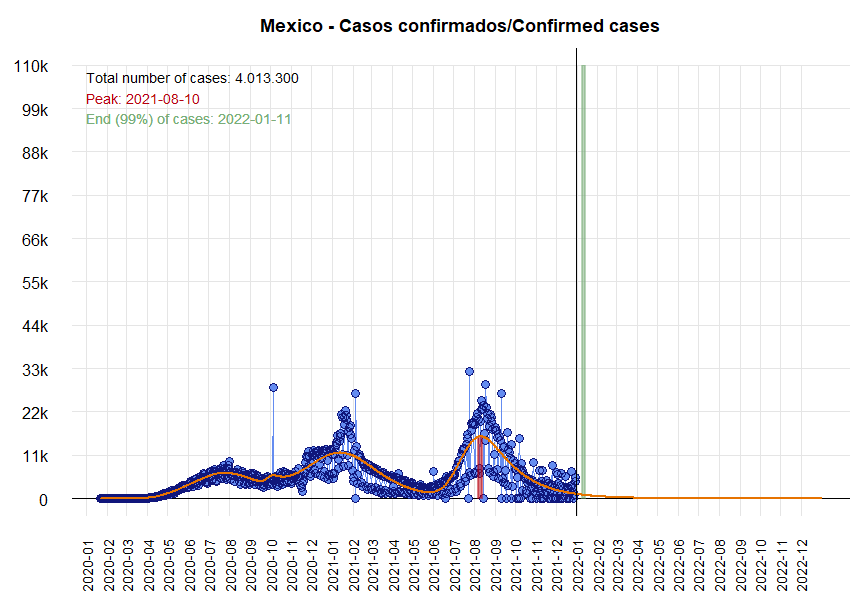 Mexico - Casos confirmados/Confirmed cases
110k
99k
88k
77k
66k
55k
44k
33k
22k
11k
0
Total number of cases: 4.013.300
Peak: 2021-08-10
End (99%) of cases: 2022-01-11
2020-01
2020-02
2020-03
2020-04
2020-05
2020-06
2020-07
2020-08
2020-09
2020-10
2020-11
2020-12
2021-01
2021-02
2021-03
2021-04
2021-05
2021-06
2021-07
2021-08
2021-09
2021-10
2021-11
2021-12
2022-01
2022-02
2022-03
2022-04
2022-05
2022-06
2022-07
2022-08
2022-09
2022-10
2022-11
2022-12